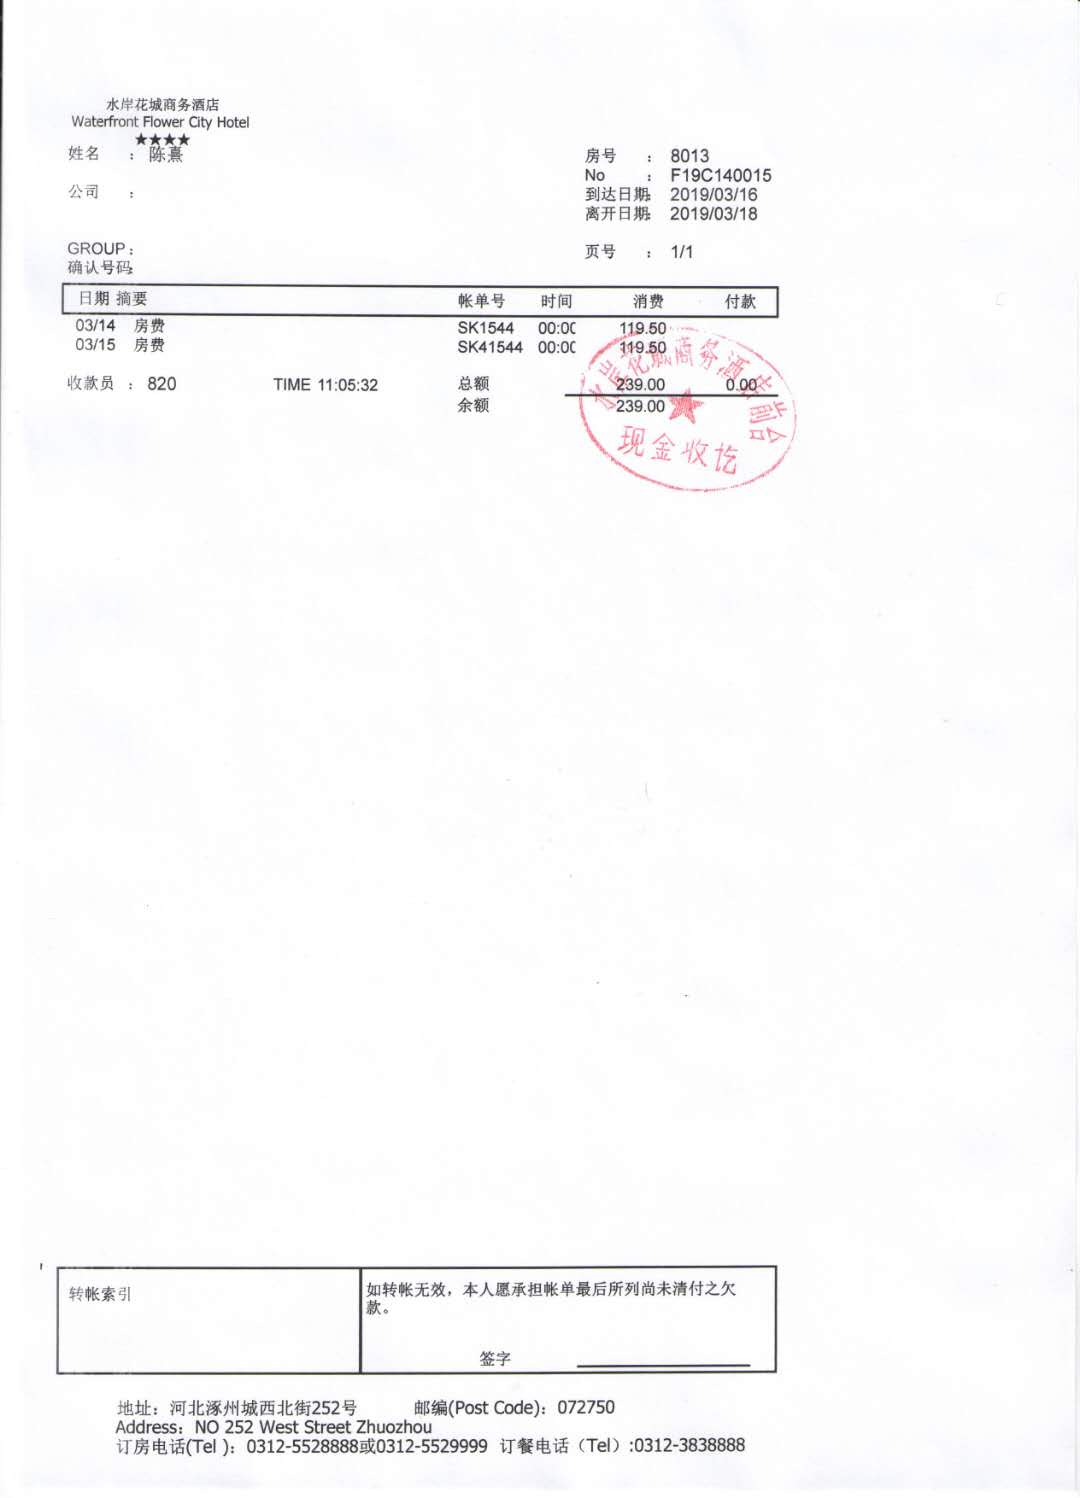 水岸花城商务酒店
Waterfront Flower City Hotel
★★★★
姓名 ： 陈熹
公司 ：
GROUP：
确认号码：
房号 ： 8013
No ： F19C140015
到达日期： 2019/03/16
离开日期： 2019/03/18
页号 ： 1/1
日期 摘要 帐单号 时间 消费 付款
03/14 房费 SK1544 00:00 119.50
03/15 房费 SK41544 00:00 119.50
收款员 ： 820 TIME 11:05:32 总额 239.00 0.00
余额 239.00
水岸花城商务酒店前台
现金收讫
转帐索引
如转帐无效，本人愿承担帐单最后所列尚未清付之欠
款。
签字
地址：河北涿州城西北街252号 邮编(Post Code)：072750
Address：NO 252 West Street Zhuozhou
订房电话(Tel )：0312-5528888或0312-5529999 订餐电话（Tel）:0312-3838888